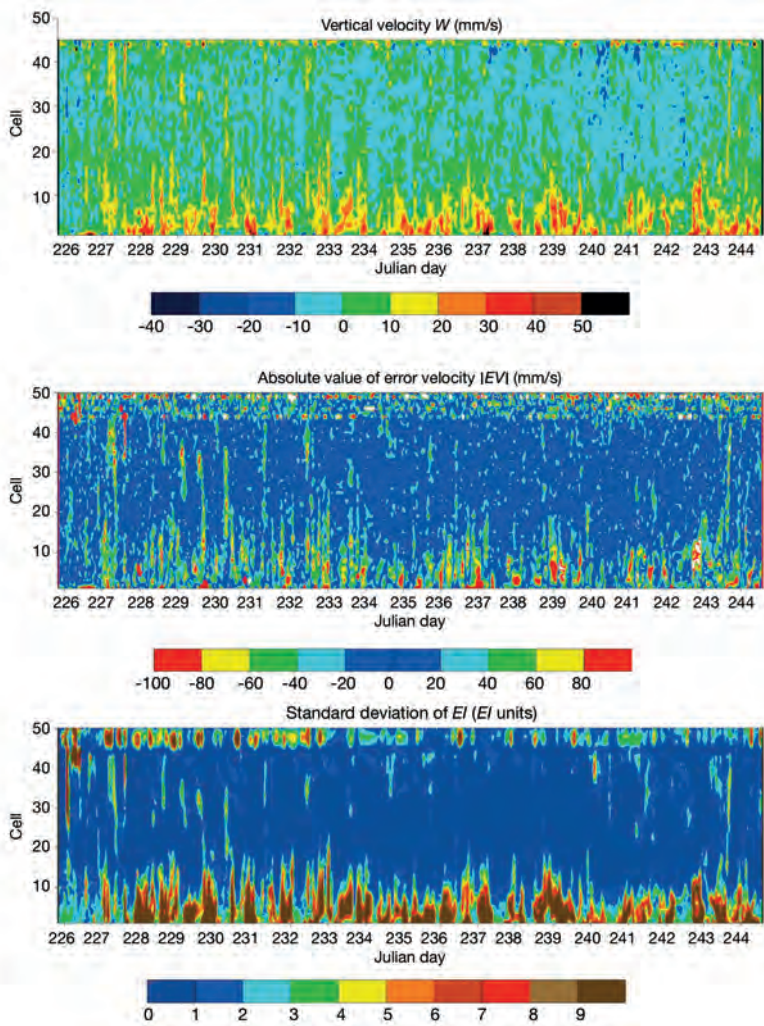 Vertical velocity W (mm/s)
50
40
30
20
10
Cell
226 227 228 229 230 231 232 233 234 235 236 237 238 239 240 241 242 243 244
Julian day
-40 -30 -20 -10 0 10 20 30 40 50
Absolute value of error velocity |EV| (mm/s)
50
40
30
20
10
Cell
226 227 228 229 230 231 232 233 234 235 236 237 238 239 240 241 242 243 244
Julian day
-100 -80 -60 -40 -20 0 20 40 60 80
Standard deviation of EI (EI units)
50
40
30
20
10
Cell
226 227 228 229 230 231 232 233 234 235 236 237 238 239 240 241 242 243 244
Julian day
0 1 2 3 4 5 6 7 8 9